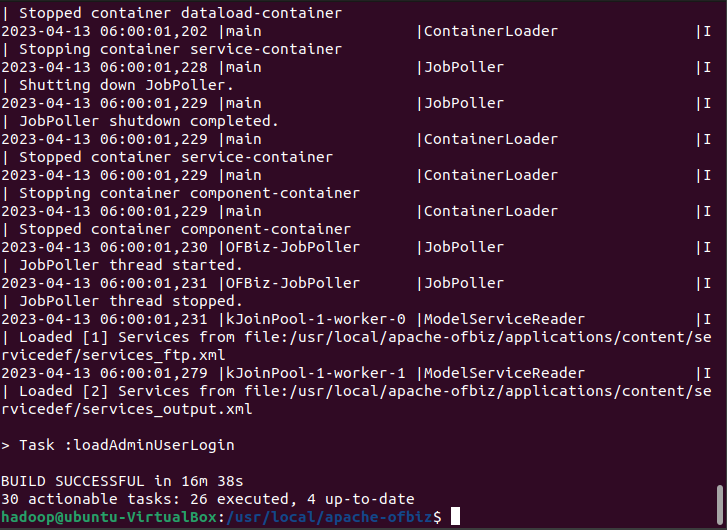 | Stopped container dataload-container
2023-04-13 06:00:01,202 |main                 |ContainerLoader               |I
| Stopping container service-container
2023-04-13 06:00:01,228 |main                 |JobPoller                     |I
| Shutting down JobPoller.
2023-04-13 06:00:01,229 |main                 |JobPoller                     |I
| JobPoller shutdown completed.
2023-04-13 06:00:01,229 |main                 |ContainerLoader               |I
| Stopped container service-container
2023-04-13 06:00:01,229 |main                 |ContainerLoader               |I
| Stopping container component-container
2023-04-13 06:00:01,229 |main                 |ContainerLoader               |I
| Stopped container component-container
2023-04-13 06:00:01,230 |OFBiz-JobPoller      |JobPoller                     |I
| JobPoller thread started.
2023-04-13 06:00:01,231 |OFBiz-JobPoller      |JobPoller                     |I
| JobPoller thread stopped.
2023-04-13 06:00:01,231 |kJoinPool-1-worker-0 |ModelServiceReader            |I
| Loaded [1] Services from file:/usr/local/apache-ofbiz/applications/content/se
rvicedef/services_ftp.xml
2023-04-13 06:00:01,279 |kJoinPool-1-worker-1 |ModelServiceReader            |I
| Loaded [2] Services from file:/usr/local/apache-ofbiz/applications/content/se
rvicedef/services_output.xml
> Task :loadAdminUserLogin
BUILD SUCCESSFUL in 16m 38s
30 actionable tasks: 26 executed, 4 up-to-date
hadoop@ubuntu-VirtualBox:/usr/local/apache-ofbiz$